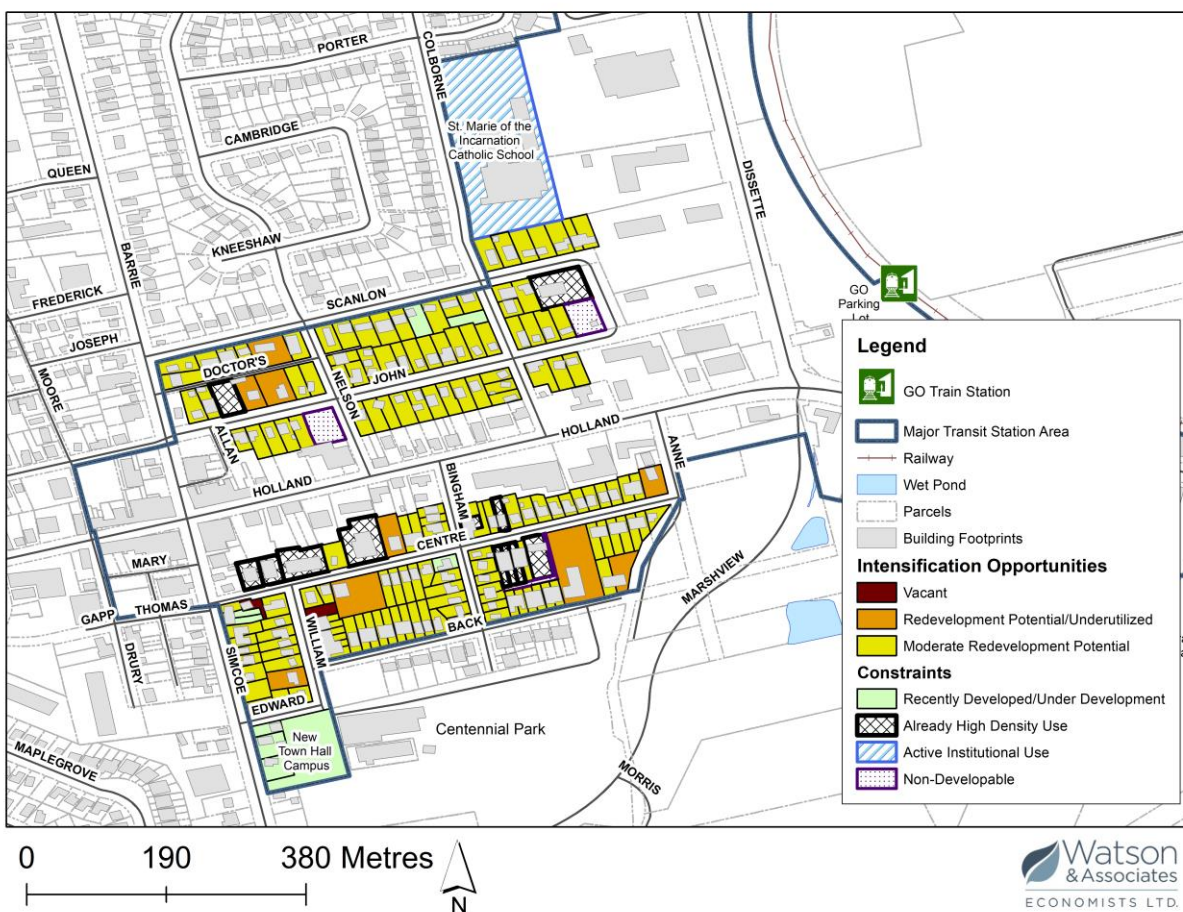 PORTER
COLBORNE
CAMBRIDGE
St. Marie of the
Incarnation
Catholic School
QUEEN
DISSETTE
BARRIE
KNEESHAW
FREDERICK
SCANLON
GO
Parking
Lot
JOSEPH
DOCTOR'S
MOORE
JOHN
NELSON
ALLAN
HOLLAND
HOLLAND
ANNE
BINGHAM
CENTRE
MARY
MARSHVIEW
GAPP
THOMAS
BACK
WILLIAM
DRURY
SIMCOE
EDWARD
New
Town Hall
Campus
Centennial Park
MAPLEGROVE
MORRIS
Legend
GO Train Station
Major Transit Station Area
Railway
Wet Pond
Parcels
Building Footprints
Intensification Opportunities
Vacant
Redevelopment Potential/Underutilized
Moderate Redevelopment Potential
Constraints
Recently Developed/Under Development
Already High Density Use
Active Institutional Use
Non-Developable
0 190 380 Metres
N
Watson
& Associates
ECONOMISTS LTD.